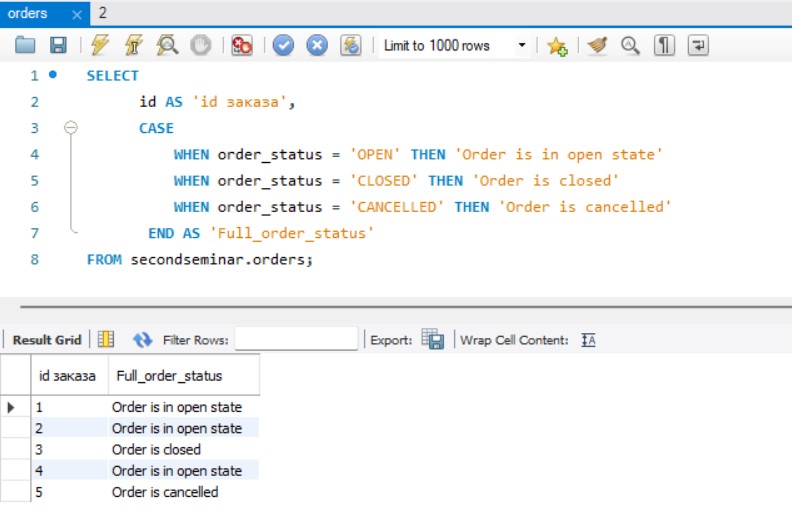 orders × 2
Limit to 1000 rows
1 SELECT
2 id AS 'id заказа',
3 CASE
4 WHEN order_status = 'OPEN' THEN 'Order is in open state'
5 WHEN order_status = 'CLOSED' THEN 'Order is closed'
6 WHEN order_status = 'CANCELLED' THEN 'Order is cancelled'
7 END AS 'Full_order_status'
8 FROM secondseminar.orders;
Result Grid Filter Rows: Export: Wrap Cell Content:
id заказа Full_order_status
1 Order is in open state
2 Order is in open state
3 Order is closed
4 Order is in open state
5 Order is cancelled